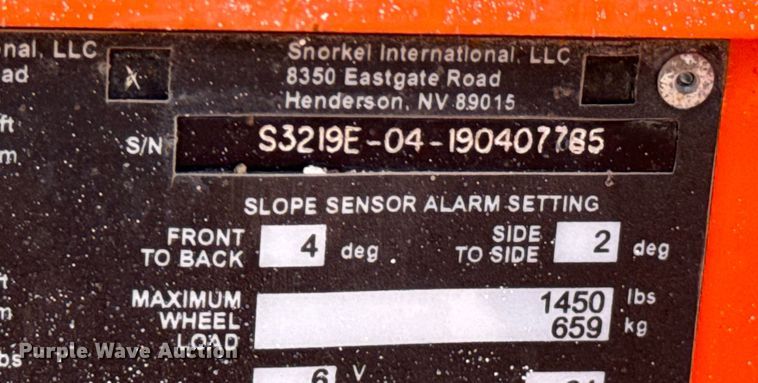 nal, LLC
ad
Snorkel International, LLC
8350 Eastgate Road
Henderson, NV 89015
ft
m
S/N S3219E-04-190407785
SLOPE SENSOR ALARM SETTING
FRONT TO BACK 4 deg
SIDE TO SIDE 2 deg
MAXIMUM WHEEL LOAD
1450 lbs
659 kg
m
bs
Purple Wave Auction
6 V